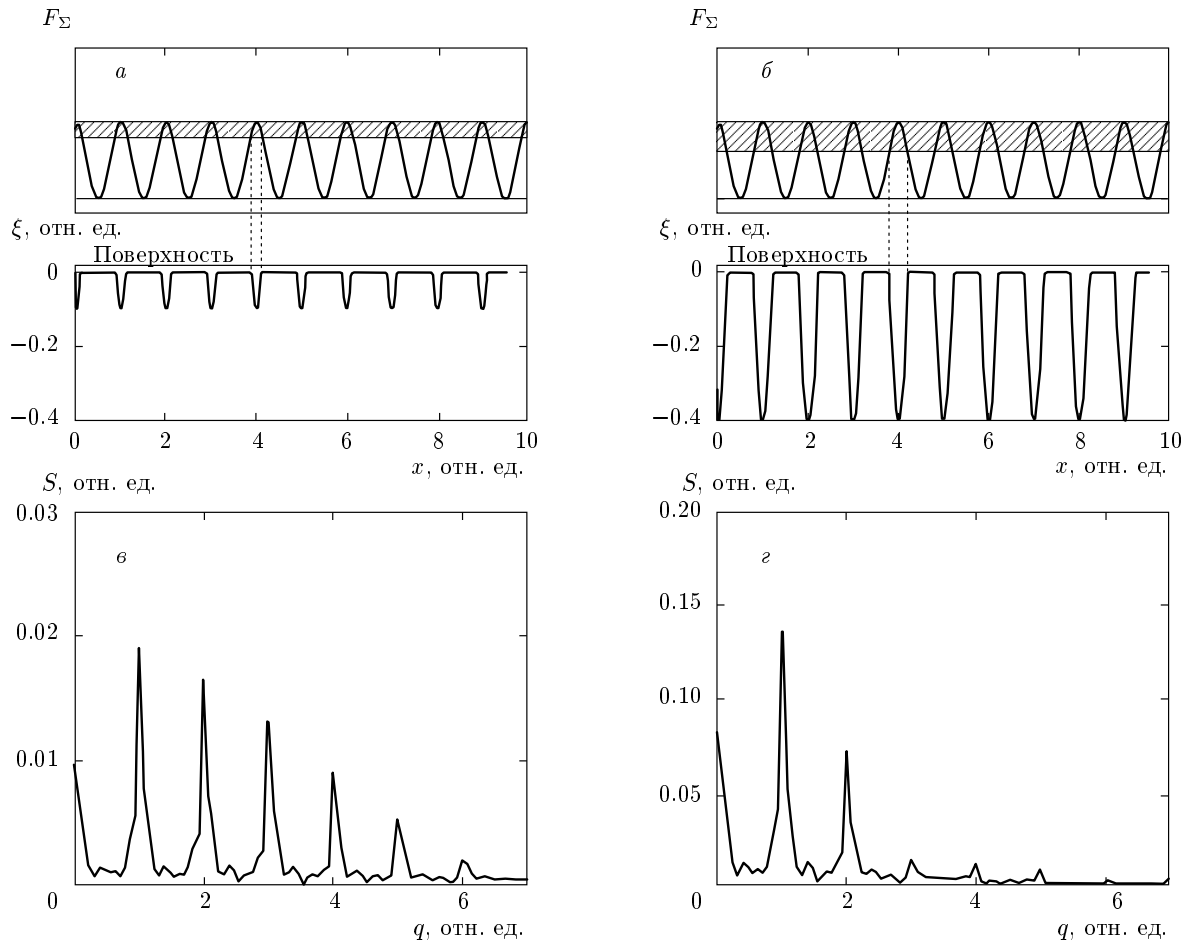 F_Σ
F_Σ
а
б
ξ, отн. ед.
ξ, отн. ед.
Поверхность
Поверхность
0
−0.2
−0.4
0
−0.2
−0.4
0 2 4 6 8 10
0 2 4 6 8 10
x, отн. ед.
x, отн. ед.
S, отн. ед.
S, отн. ед.
0.03
0.02
0.01
0
в
0.20
0.15
0.10
0.05
0
г
2 4 6
2 4 6
q, отн. ед.
q, отн. ед.